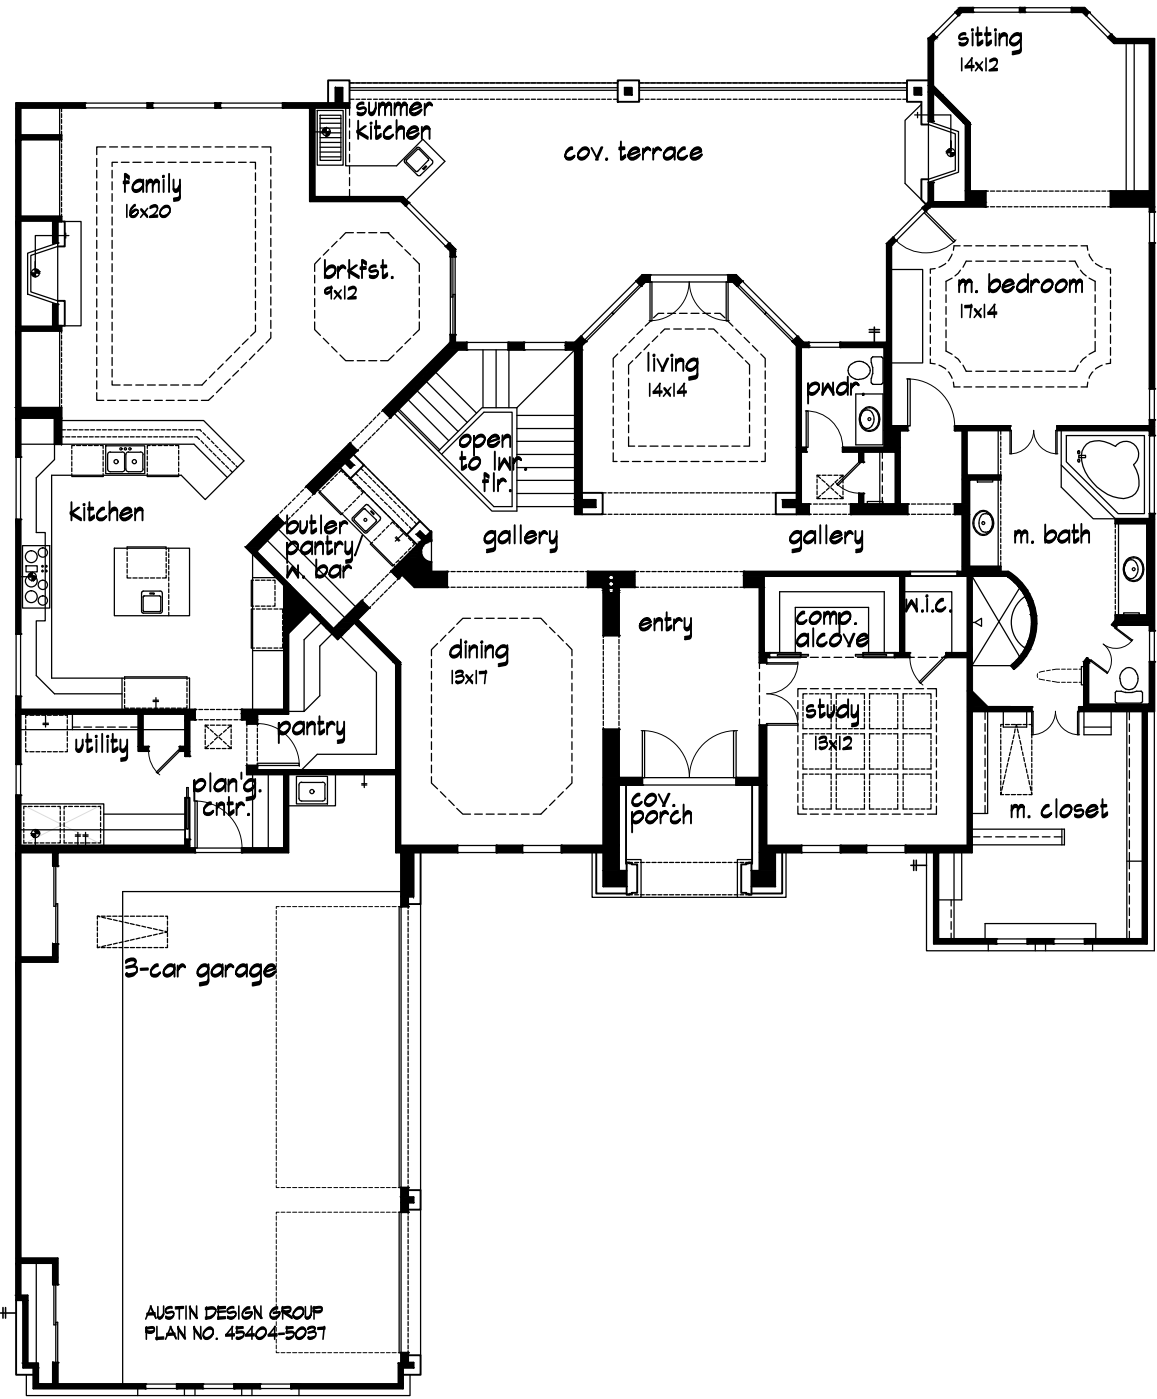 sitting
14x12
summer
kitchen
cov. terrace
family
16x20
brkfst.
9x12
m. bedroom
17x14
living
14x14
pwdr
open
to lwr.
flr.
kitchen
butler
pantry/
w. bar
gallery
gallery
m. bath
entry
comp.
alcove
w.i.c.
dining
13x17
study
13x12
pantry
utility
plan'g.
cntr.
cov.
porch
m. closet
3-car garage
AUSTIN DESIGN GROUP
PLAN NO. 45404-5037